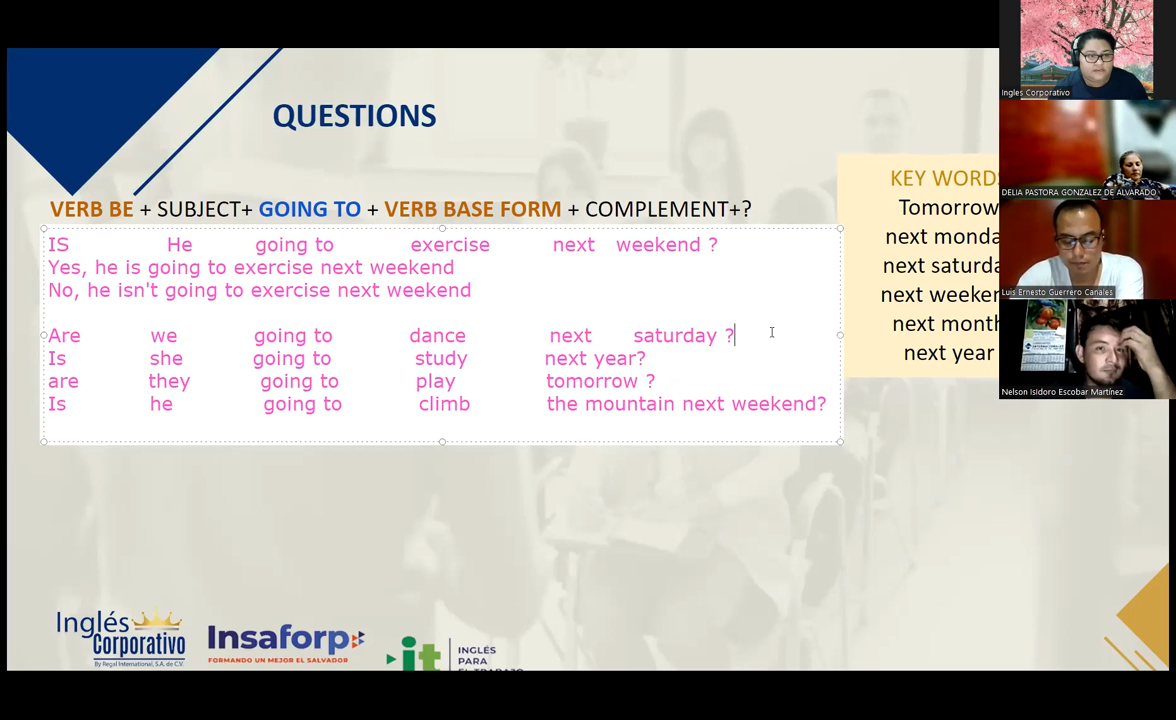 QUESTIONS
VERB BE + SUBJECT+ GOING TO + VERB BASE FORM + COMPLEMENT+?
IS He going to exercise next weekend ?
Yes, he is going to exercise next weekend
No, he isn't going to exercise next weekend
Are we going to dance next saturday ?
Is she going to study next year?
are they going to play tomorrow ?
Is he going to climb the mountain next weekend?
KEY WORDS
Tomorrow
next monda
next saturda
next weeken
next month
next year
Ingles Corporativo
DELIA PASTORA GONZALEZ DE ALVARADO
Luis Ernesto Guerrero Canales
Nelson Isidoro Escobar Martínez
Inglés
Corporativo
By Regal International, S.A. de C.V.
Insaforp
FORMANDO UN MEJOR EL SALVADOR
it
INGLÉS
PARA
EL TRABAJO